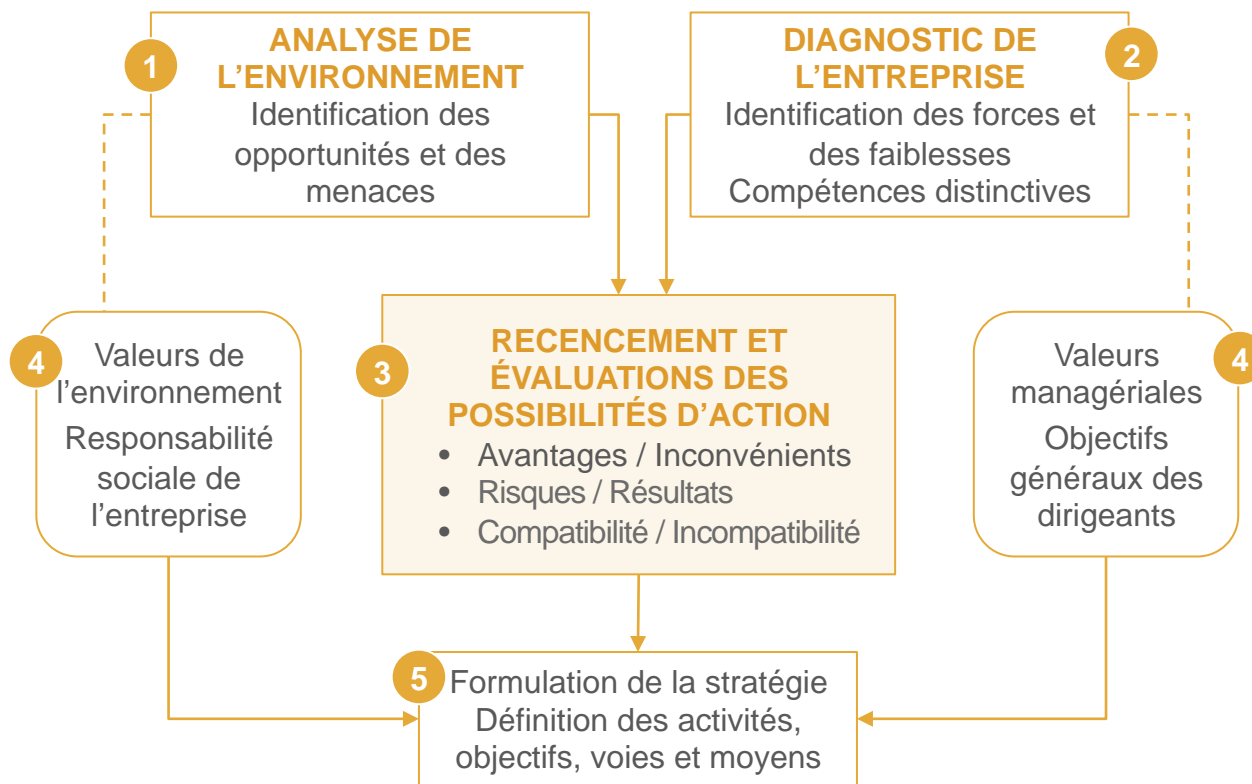 1
ANALYSE DE
L’ENVIRONNEMENT
Identification des
opportunités et des
menaces
2
DIAGNOSTIC DE
L’ENTREPRISE
Identification des forces et
des faiblesses
Compétences distinctives
4
Valeurs de
l’environnement
Responsabilité
sociale de
l’entreprise
3
RECENCEMENT ET
ÉVALUATIONS DES
POSSIBILITÉS D’ACTION
• Avantages / Inconvénients
• Risques / Résultats
• Compatibilité / Incompatibilité
4
Valeurs
managériales
Objectifs
généraux des
dirigeants
5
Formulation de la stratégie
Définition des activités,
objectifs, voies et moyens